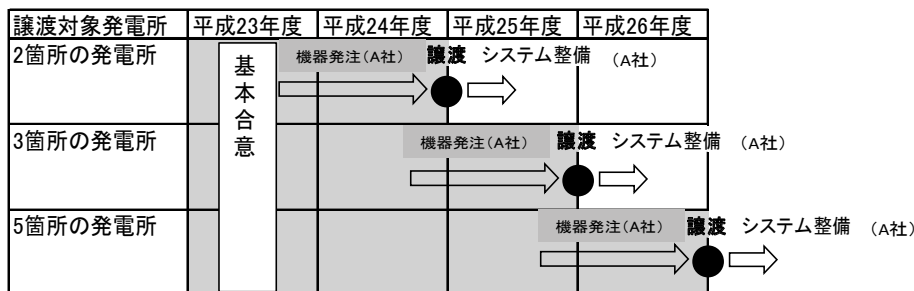 譲渡対象発電所 平成23年度 平成24年度 平成25年度 平成26年度
2箇所の発電所 機器発注(A社) 譲渡 システム整備 (A社)
基本合意
3箇所の発電所 機器発注(A社) 譲渡 システム整備 (A社)
5箇所の発電所 機器発注(A社) 譲渡 システム整備 (A社)